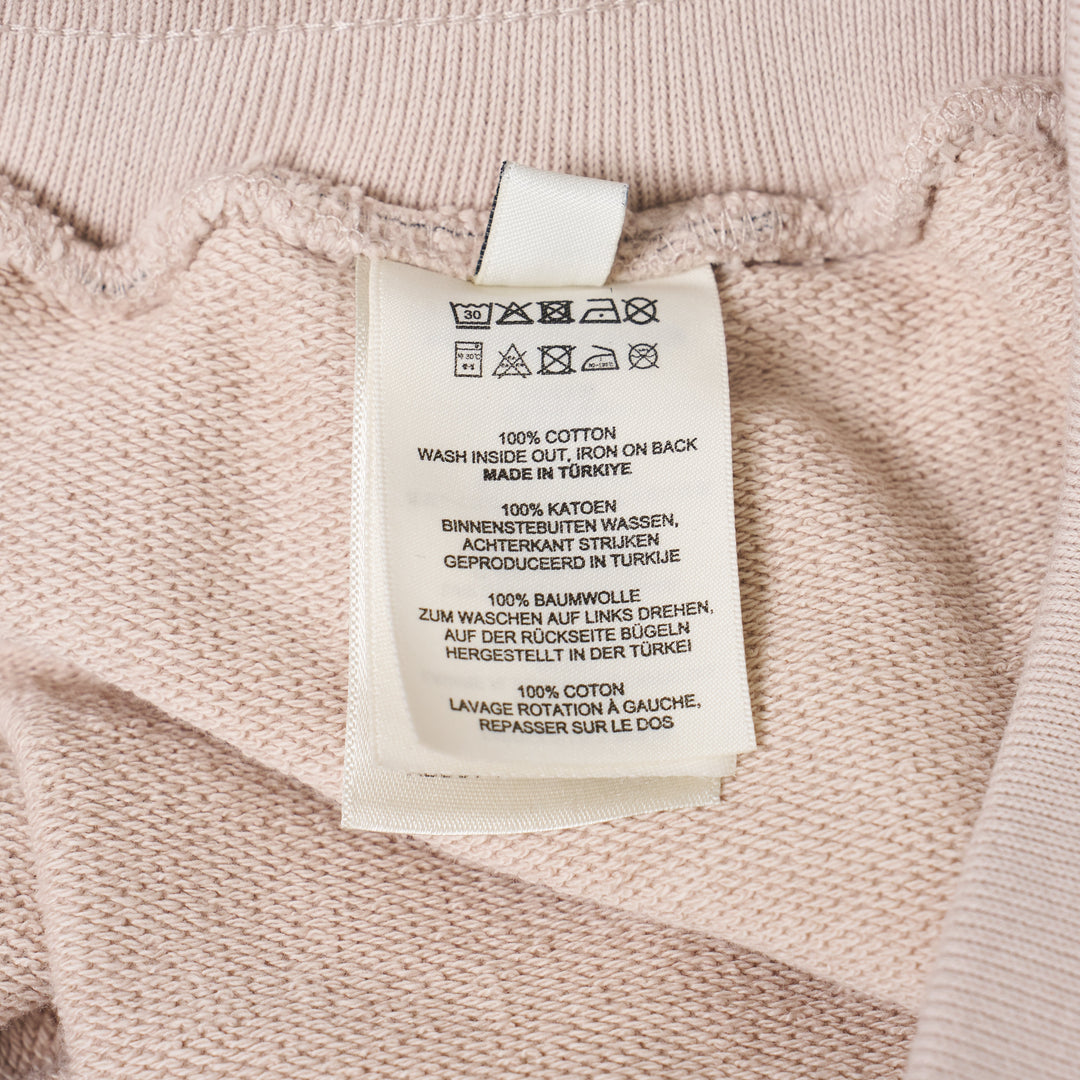 30
100% COTTON
WASH INSIDE OUT, IRON ON BACK
MADE IN TÜRKIYE
100% KATOEN
BINNENSTEBUITEN WASSEN,
ACHTERKANT STRIJKEN
GEPRODUCEERD IN TURKIJE
100% BAUMWOLLE
ZUM WASCHEN AUF LINKS DREHEN,
AUF DER RÜCKSEITE BÜGELN
HERGESTELLT IN DER TÜRKEI
100% COTON
LAVAGE ROTATION À GAUCHE,
REPASSER SUR LE DOS